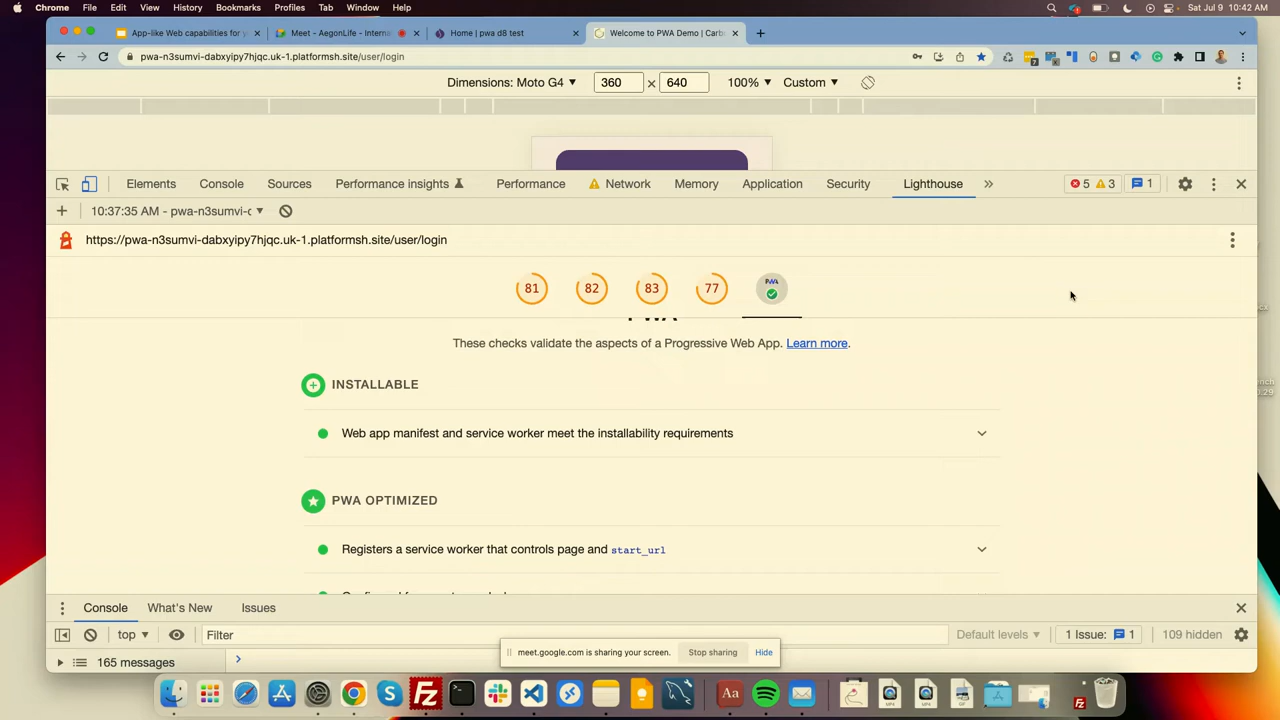 Chrome File Edit View History Bookmarks Profiles Tab Window Help Sat Jul 9 10:42 AM
App-like Web capabilities for y Meet – AegonLife - Interna Home | pwa d8 test Welcome to PWA Demo | Carb
pwa-n3sumvi-dabxyipy7hjqc.uk-1.platformsh.site/user/login
Dimensions: Moto G4 360 × 640 100% Custom
Elements Console Sources Performance insights Performance Network Memory Application Security Lighthouse » 5 3 1
10:37:35 AM - pwa-n3sumvi-c
https://pwa-n3sumvi-dabxyipy7hjqc.uk-1.platformsh.site/user/login
81 82 83 77 PWA
PWA
These checks validate the aspects of a Progressive Web App. Learn more.
INSTALLABLE
Web app manifest and service worker meet the installability requirements
PWA OPTIMIZED
Registers a service worker that controls page and start_url
Console What's New Issues
top Filter Default levels 1 Issue: 1 109 hidden
165 messages
meet.google.com is sharing your screen. Stop sharing Hide